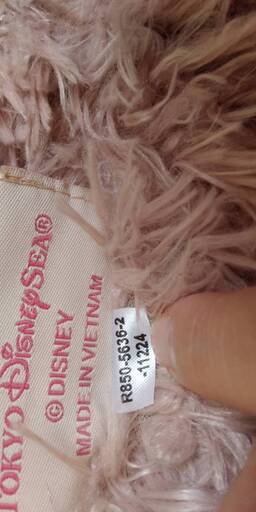 TOKYO DISNEYSEA®
© DISNEY
MADE IN VIETNAM
R850-5636-2
-11224